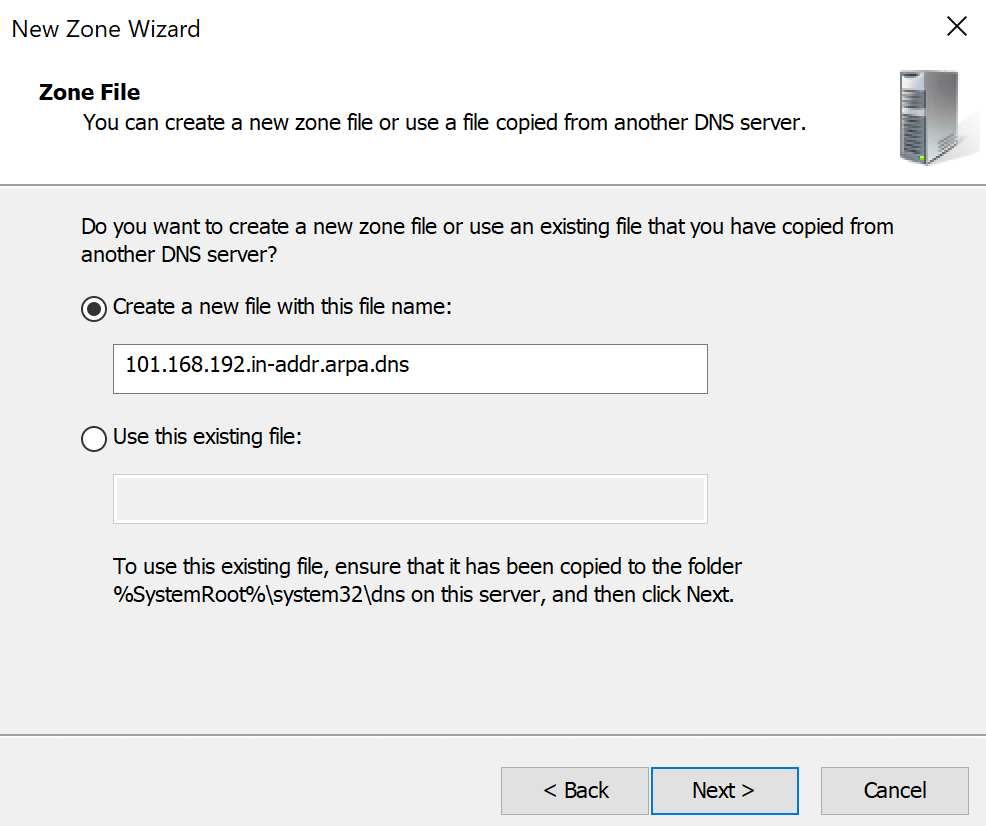 New Zone Wizard
Zone File
You can create a new zone file or use a file copied from another DNS server.
Do you want to create a new zone file or use an existing file that you have copied from
another DNS server?
Create a new file with this file name:
101.168.192.in-addr.arpa.dns
Use this existing file:
To use this existing file, ensure that it has been copied to the folder
%SystemRoot%\system32\dns on this server, and then click Next.
< Back Next > Cancel